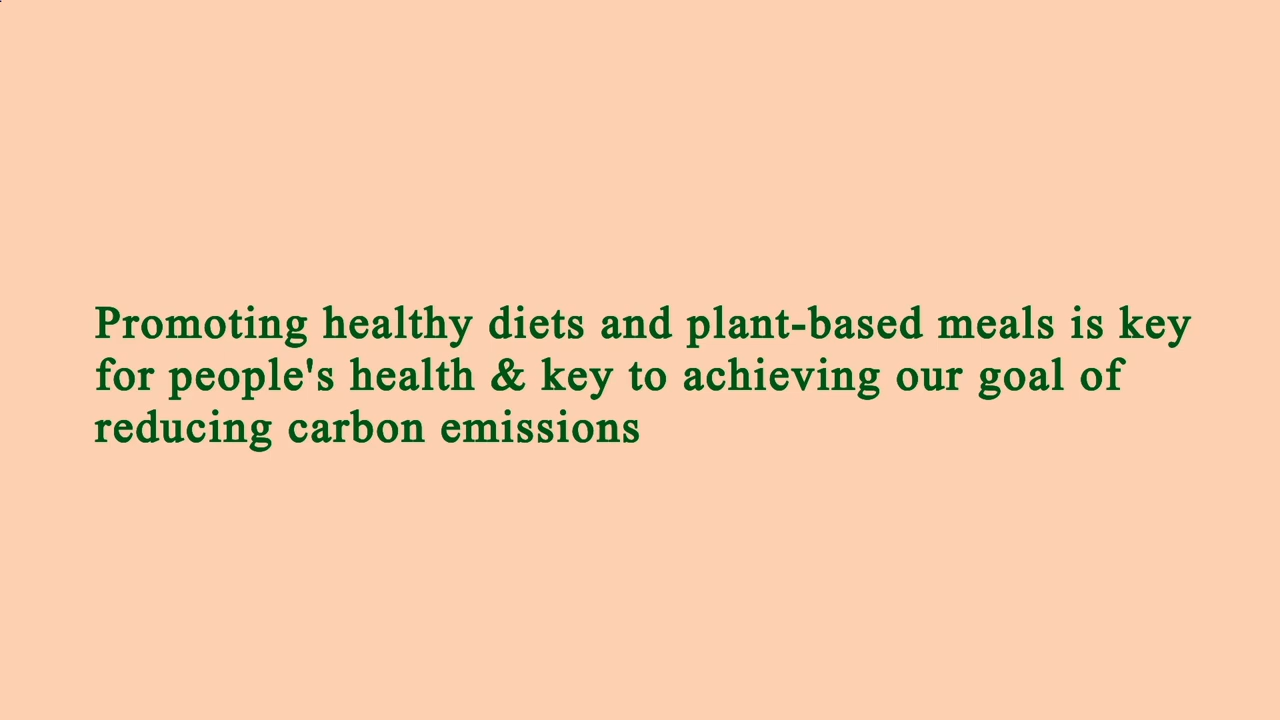 Promoting healthy diets and plant-based meals is key
for people's health & key to achieving our goal of
reducing carbon emissions